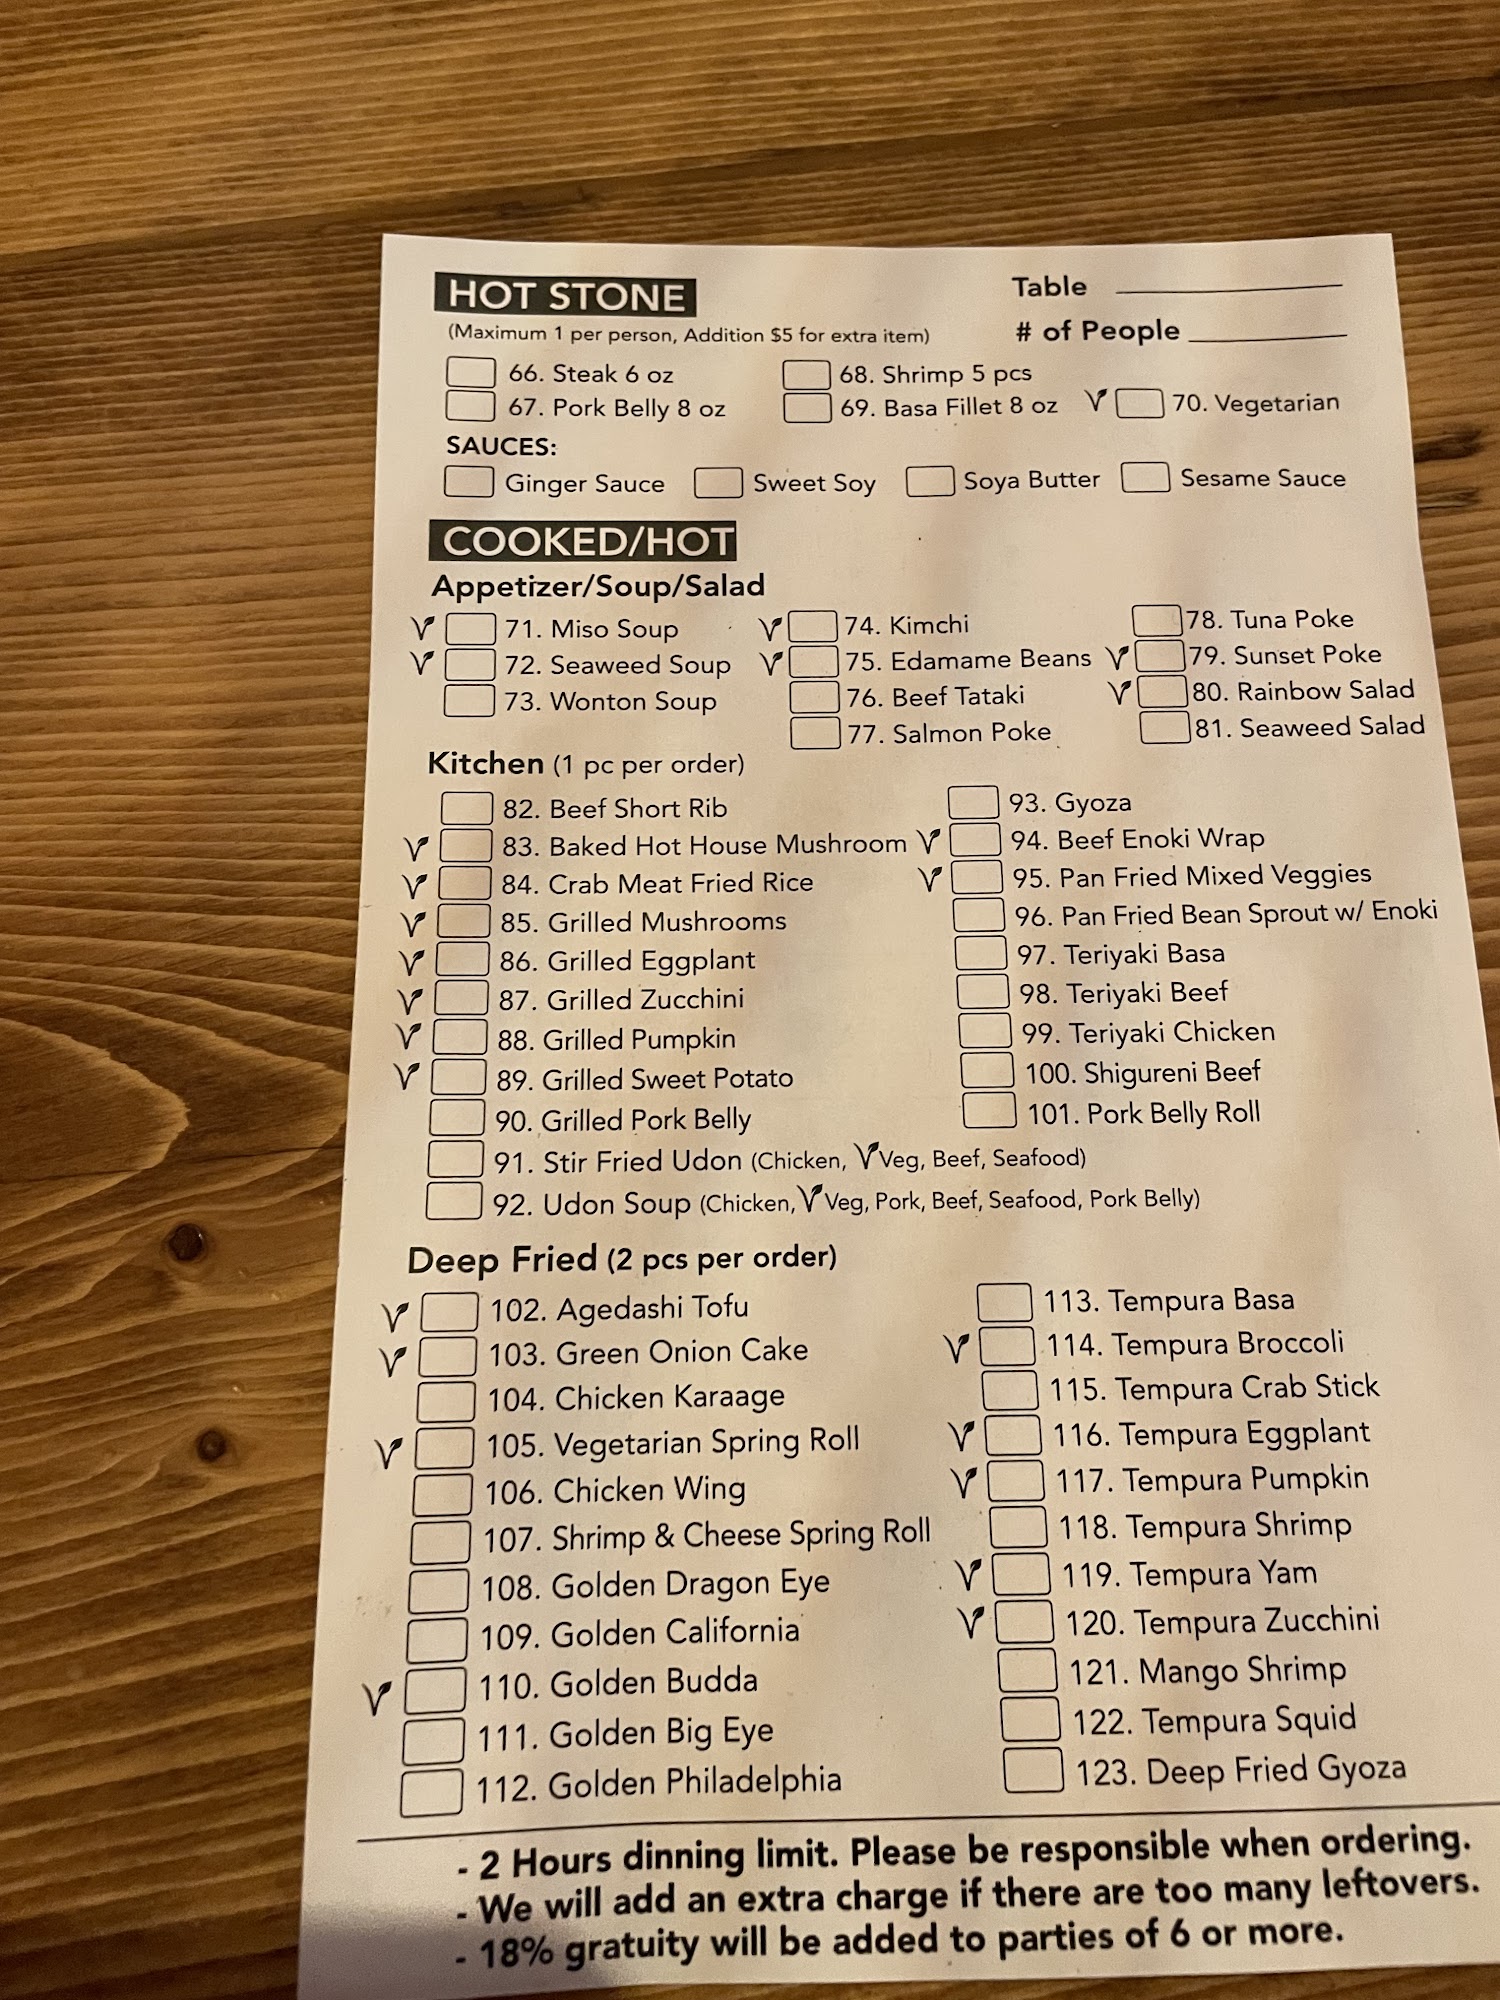 HOT STONE
Table
(Maximum 1 per person, Addition $5 for extra item)
# of People
66. Steak 6 oz 68. Shrimp 5 pcs
67. Pork Belly 8 oz 69. Basa Fillet 8 oz V 70. Vegetarian
SAUCES:
Ginger Sauce Sweet Soy Soya Butter Sesame Sauce
COOKED/HOT
Appetizer/Soup/Salad
V 71. Miso Soup V 74. Kimchi 78. Tuna Poke
V 72. Seaweed Soup V 75. Edamame Beans V 79. Sunset Poke
73. Wonton Soup 76. Beef Tataki V 80. Rainbow Salad
77. Salmon Poke 81. Seaweed Salad
Kitchen (1 pc per order)
82. Beef Short Rib 93. Gyoza
V 83. Baked Hot House Mushroom V 94. Beef Enoki Wrap
V 84. Crab Meat Fried Rice V 95. Pan Fried Mixed Veggies
V 85. Grilled Mushrooms 96. Pan Fried Bean Sprout w/ Enoki
V 86. Grilled Eggplant 97. Teriyaki Basa
V 87. Grilled Zucchini 98. Teriyaki Beef
V 88. Grilled Pumpkin 99. Teriyaki Chicken
V 89. Grilled Sweet Potato 100. Shigureni Beef
90. Grilled Pork Belly 101. Pork Belly Roll
91. Stir Fried Udon (Chicken, V Veg, Beef, Seafood)
92. Udon Soup (Chicken, V Veg, Pork, Beef, Seafood, Pork Belly)
Deep Fried (2 pcs per order)
V 102. Agedashi Tofu 113. Tempura Basa
V 103. Green Onion Cake V 114. Tempura Broccoli
104. Chicken Karaage 115. Tempura Crab Stick
V 105. Vegetarian Spring Roll V 116. Tempura Eggplant
106. Chicken Wing V 117. Tempura Pumpkin
107. Shrimp & Cheese Spring Roll 118. Tempura Shrimp
108. Golden Dragon Eye V 119. Tempura Yam
109. Golden California V 120. Tempura Zucchini
V 110. Golden Budda 121. Mango Shrimp
111. Golden Big Eye 122. Tempura Squid
112. Golden Philadelphia 123. Deep Fried Gyoza
- 2 Hours dinning limit. Please be responsible when ordering.
- We will add an extra charge if there are too many leftovers.
- 18% gratuity will be added to parties of 6 or more.